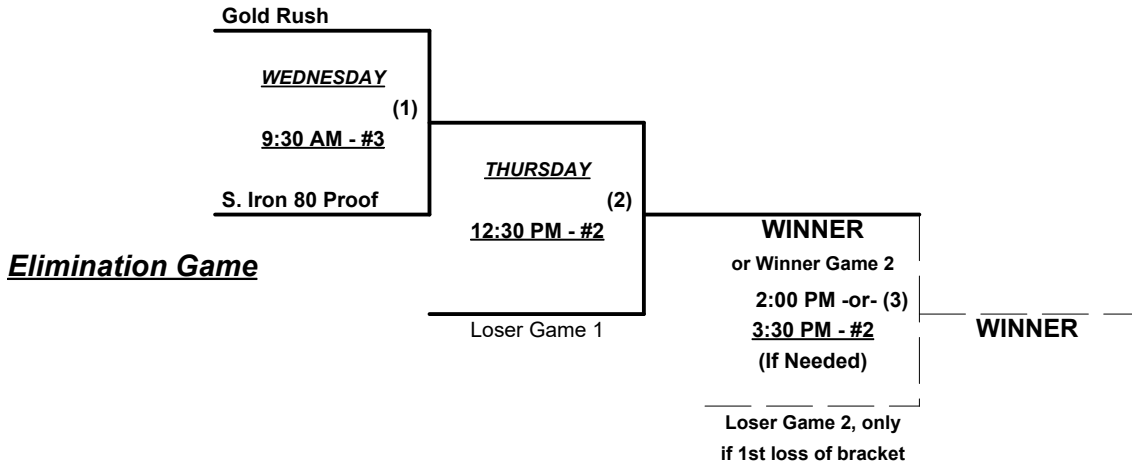 Gold Rush
WEDNESDAY
(1)
9:30 AM - #3
S. Iron 80 Proof
THURSDAY
(2)
12:30 PM - #2
Elimination Game
Loser Game 1
WINNER
or Winner Game 2
2:00 PM -or- (3)
3:30 PM - #2
(If Needed)
WINNER
Loser Game 2, only
if 1st loss of bracket